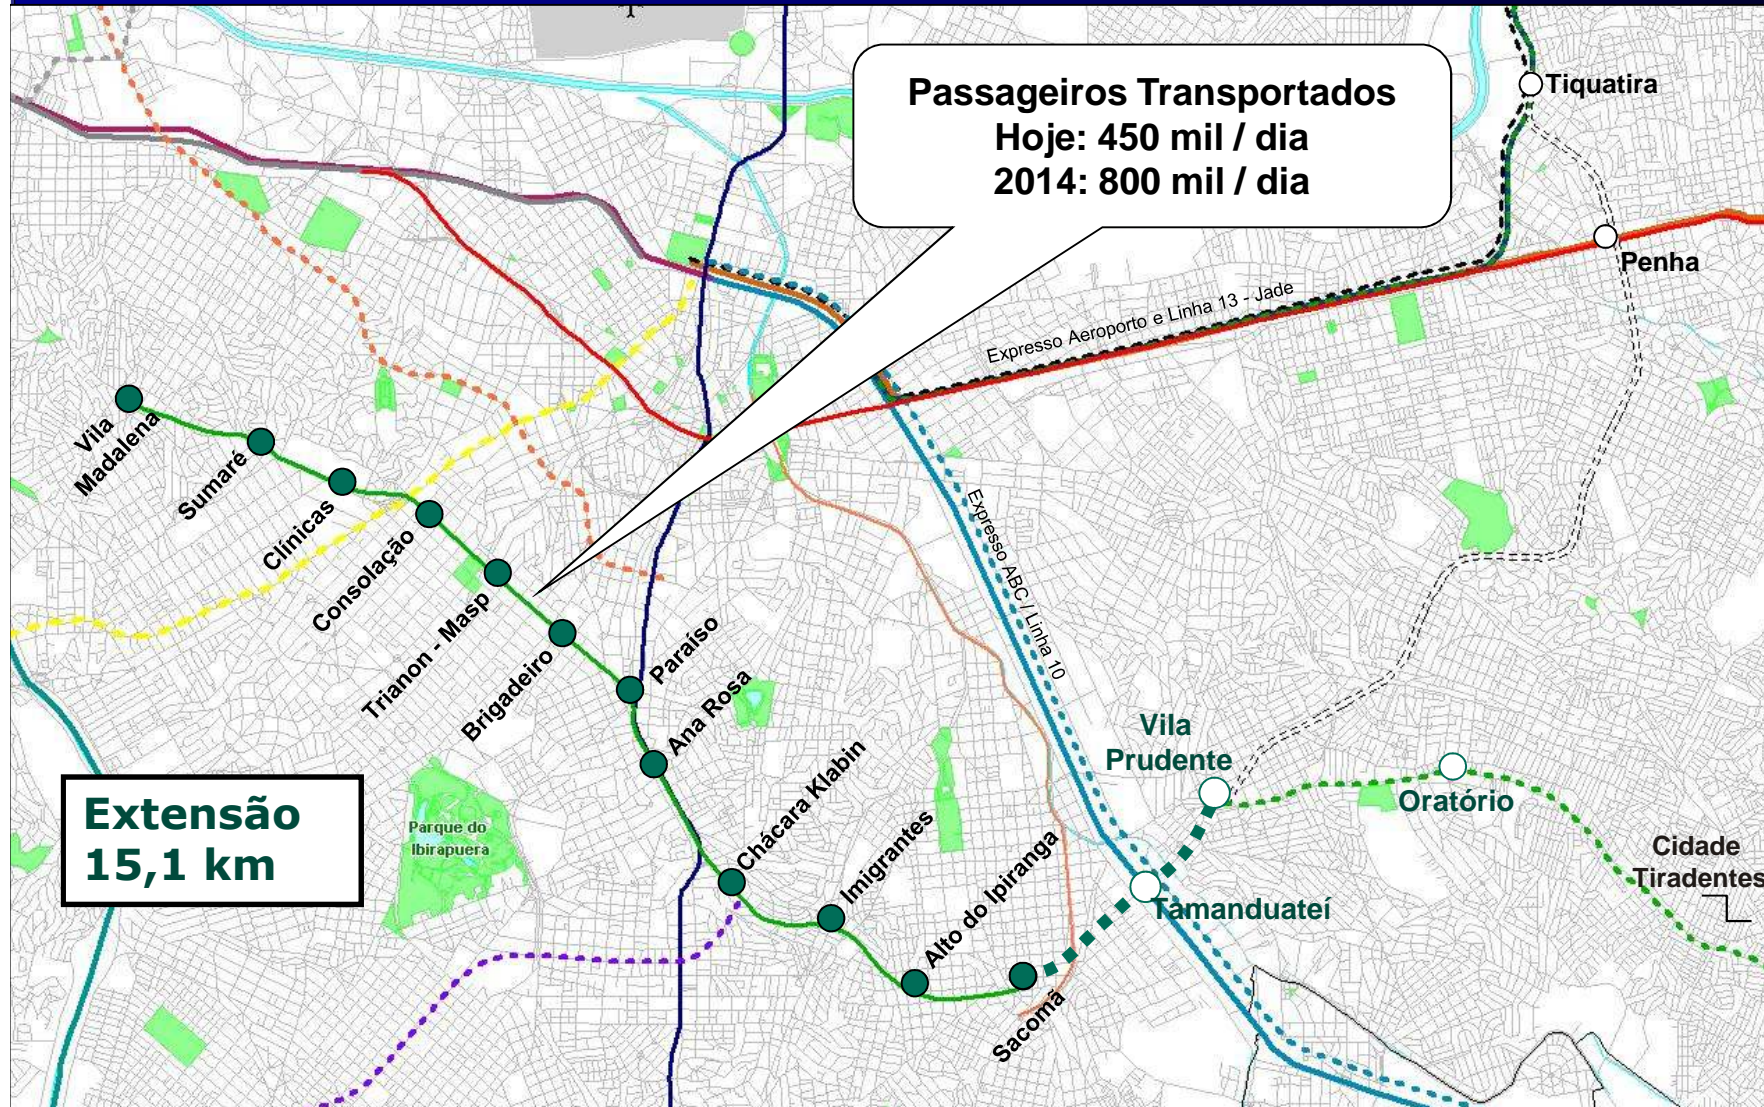 Passageiros Transportados
Hoje: 450 mil / dia
2014: 800 mil / dia
Tiquatira
Penha
Expresso Aeroporto e Linha 13 - Jade
Vila
Madalena
Sumaré
Clínicas
Consolação
Trianon - Masp
Brigadeiro
Paraíso
Ana Rosa
Expresso ABC / Linha 10
Vila
Prudente
Oratório
Extensão
15,1 km
Parque do
Ibirapuera
Chácara Klabin
Imigrantes
Alto do Ipiranga
Sacomã
Tamanduateí
Cidade
Tiradentes